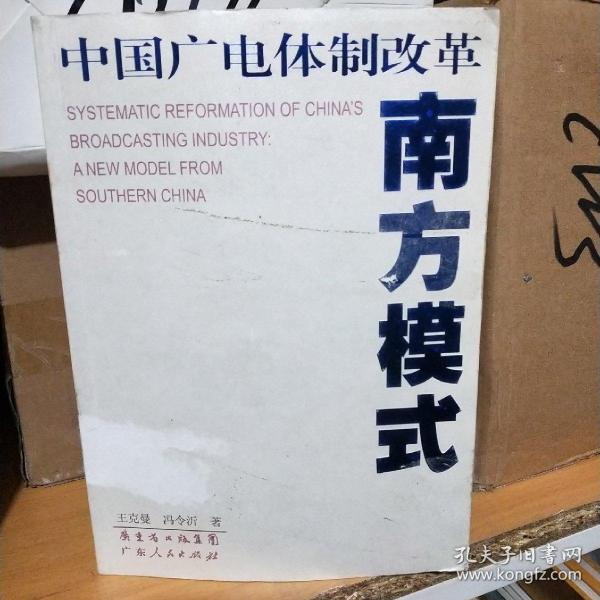 中国广电体制改革
SYSTEMATIC REFORMATION OF CHINA'S
BROADCASTING INDUSTRY:
A NEW MODEL FROM
SOUTHERN CHINA
南方模式
王克曼 冯令沂 著
广东省出版集团
广东人民出版社
孔夫子旧书网
www.kongfz.com